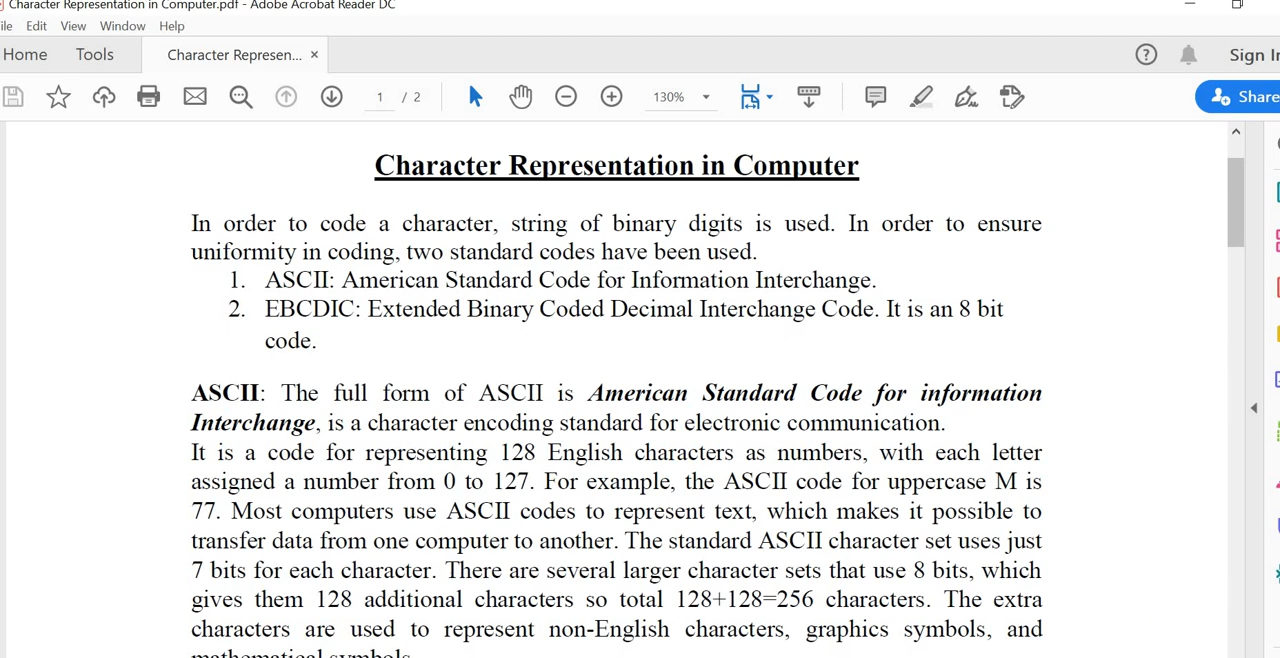 Character Representation in Computer.pdf - Adobe Acrobat Reader DC
ile Edit View Window Help
Home Tools Character Represen... ×
1 / 2 130%
Sign In
Share
Character Representation in Computer
In order to code a character, string of binary digits is used. In order to ensure
uniformity in coding, two standard codes have been used.
1. ASCII: American Standard Code for Information Interchange.
2. EBCDIC: Extended Binary Coded Decimal Interchange Code. It is an 8 bit
code.
ASCII: The full form of ASCII is American Standard Code for information
Interchange, is a character encoding standard for electronic communication.
It is a code for representing 128 English characters as numbers, with each letter
assigned a number from 0 to 127. For example, the ASCII code for uppercase M is
77. Most computers use ASCII codes to represent text, which makes it possible to
transfer data from one computer to another. The standard ASCII character set uses just
7 bits for each character. There are several larger character sets that use 8 bits, which
gives them 128 additional characters so total 128+128=256 characters. The extra
characters are used to represent non-English characters, graphics symbols, and
mathematical symbols.